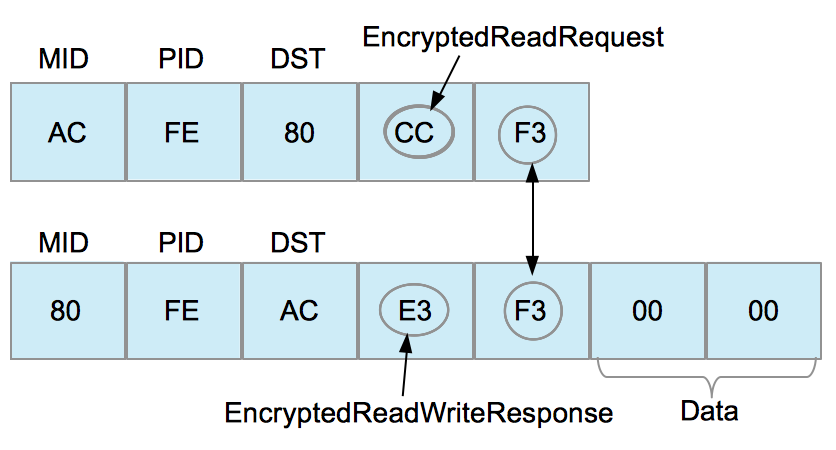 EncryptedReadRequest
MID PID DST
AC FE 80 CC F3
MID PID DST
80 FE AC E3 F3 00 00
EncryptedReadWriteResponse Data